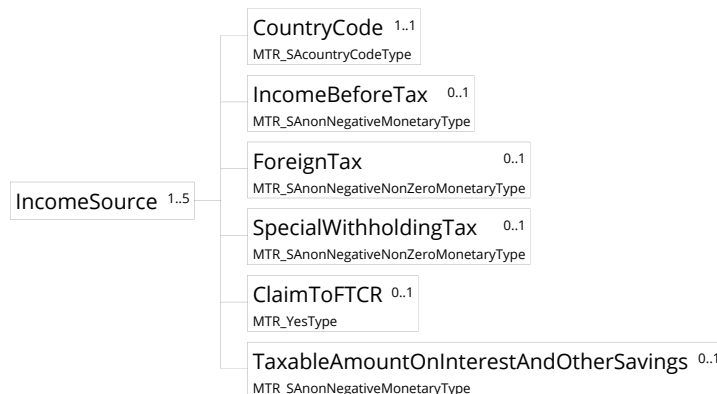 CountryCode 1..1
MTR_SAcountryCodeType
IncomeBeforeTax 0..1
MTR_SAnonNegativeMonetaryType
ForeignTax 0..1
MTR_SAnonNegativeNonZeroMonetaryType
IncomeSource 1..5
SpecialWithholdingTax 0..1
MTR_SAnonNegativeNonZeroMonetaryType
ClaimToFTCR 0..1
MTR_YesType
TaxableAmountOnInterestAndOtherSavings 0..1
MTR_SAnonNegativeMonetaryType